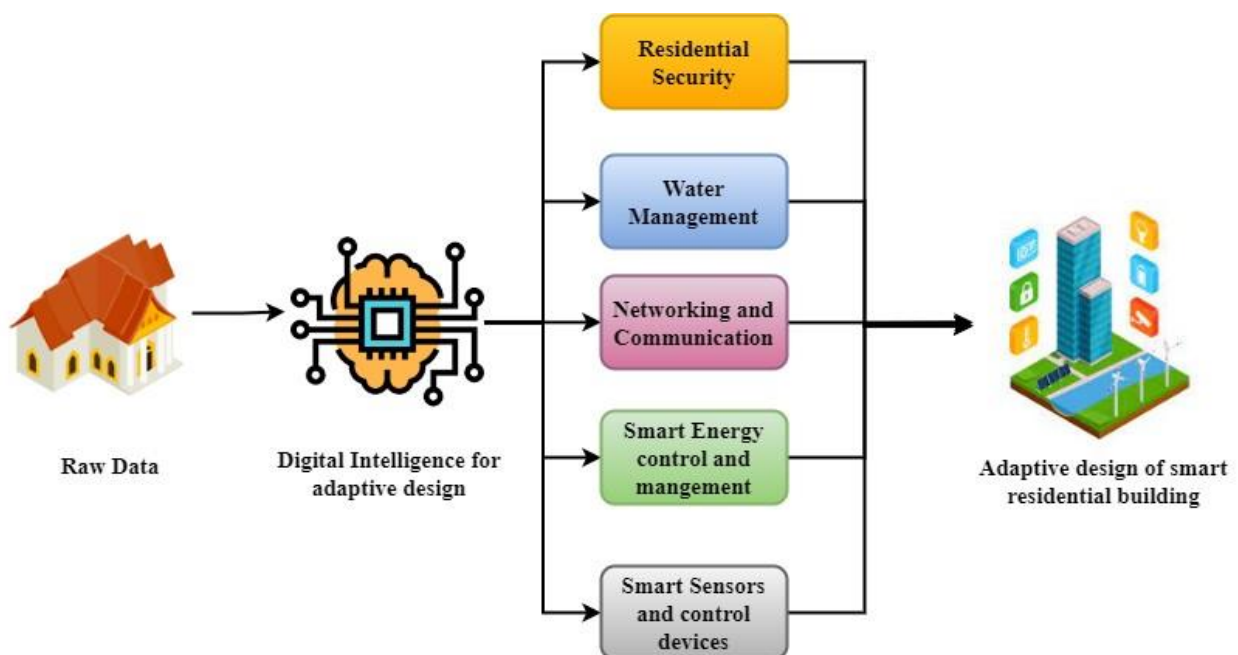 Residential
Security
Water
Management
Networking and
Communication
Smart Energy
control and
mangement
Smart Sensors
and control
devices
Raw Data
Digital Intelligence for
adaptive design
Adaptive design of smart
residential building